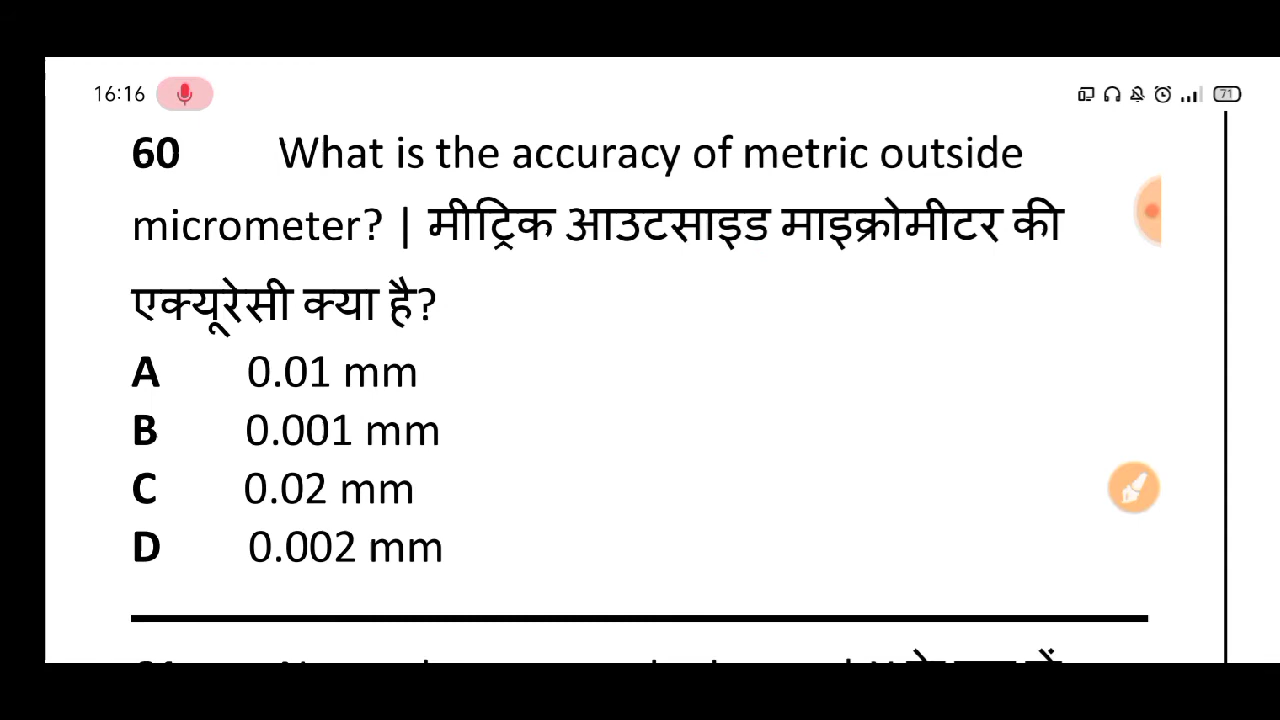 16:16 71
60 What is the accuracy of metric outside
micrometer? | मीट्रिक आउटसाइड माइक्रोमीटर की
एक्यूरेसी क्या है?
A 0.01 mm
B 0.001 mm
C 0.02 mm
D 0.002 mm